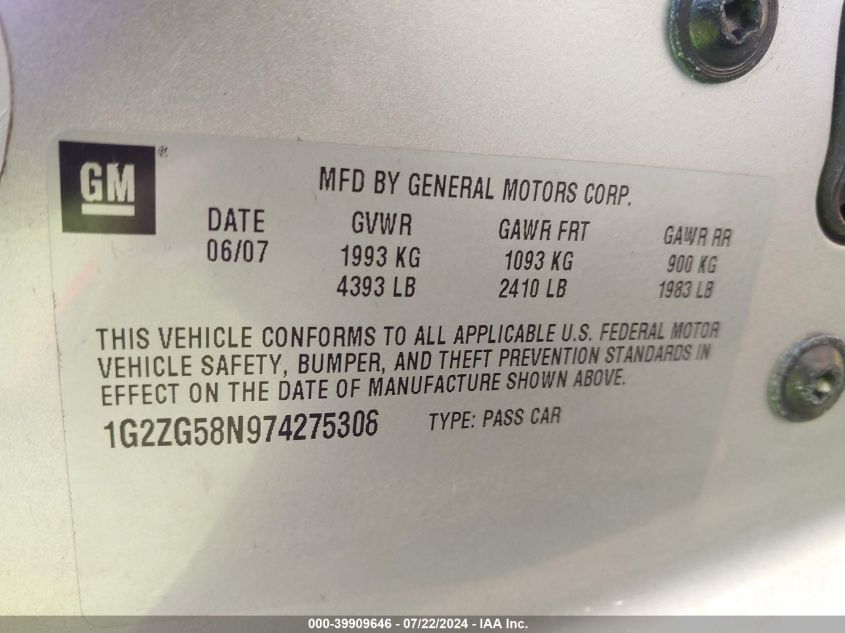 GM®
MFD BY GENERAL MOTORS CORP.
DATE GVWR GAWR FRT GAWR RR
06/07 1993 KG 1093 KG 900 KG
4393 LB 2410 LB 1983 LB
THIS VEHICLE CONFORMS TO ALL APPLICABLE U.S. FEDERAL MOTOR
VEHICLE SAFETY, BUMPER, AND THEFT PREVENTION STANDARDS IN
EFFECT ON THE DATE OF MANUFACTURE SHOWN ABOVE.
1G2ZG58N974275306 TYPE: PASS CAR
000-39909646 - 07/22/2024 - IAA Inc.